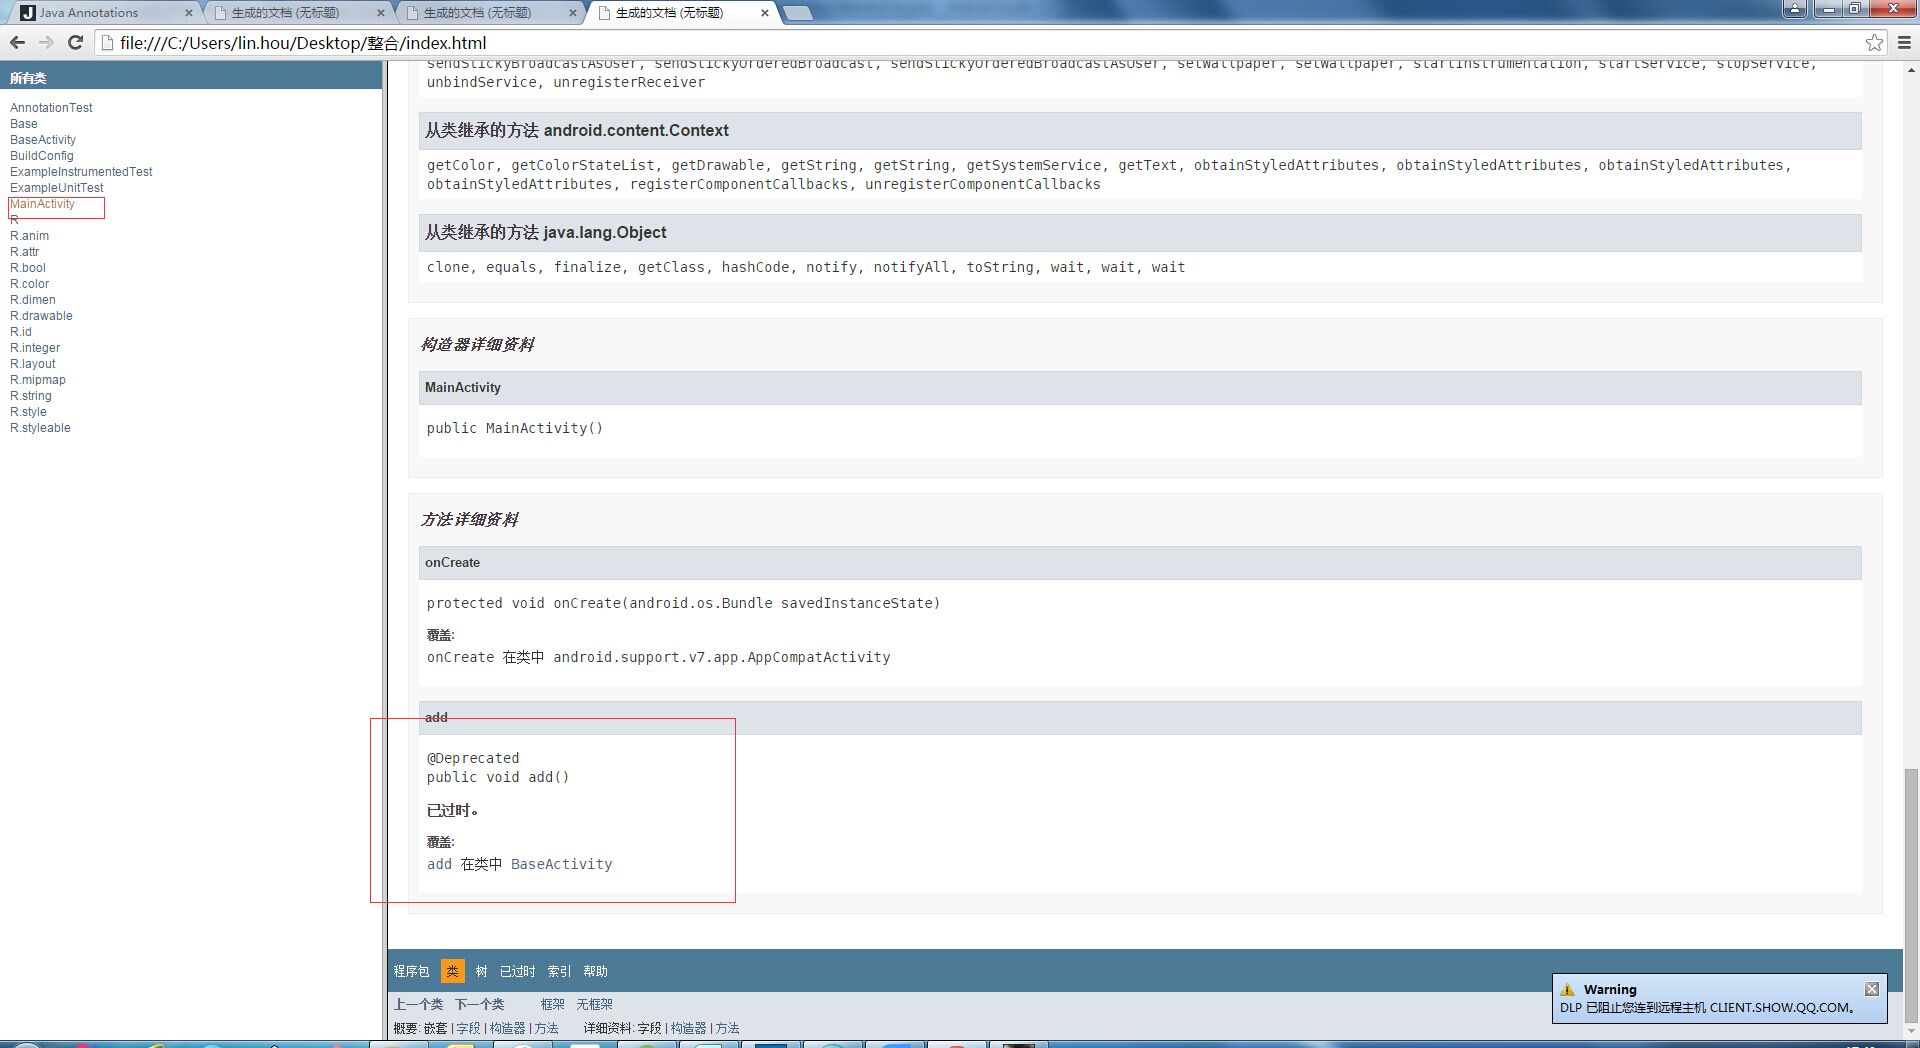 Java Annotations
生成的文档 (无标题)
生成的文档 (无标题)
生成的文档 (无标题)
file:///C:/Users/lin.hou/Desktop/整合/index.html
所有类
AnnotationTest
Base
BaseActivity
BuildConfig
ExampleInstrumentedTest
ExampleUnitTest
MainActivity
R
R.anim
R.attr
R.bool
R.color
R.dimen
R.drawable
R.id
R.integer
R.layout
R.mipmap
R.string
R.style
R.styleable
sendStickyBroadcastAsUser, sendStickyOrderedBroadcast, sendStickyOrderedBroadcastAsUser, setWallpaper, setWallpaper, startInstrumentation, startService, stopService,
unbindService, unregisterReceiver
从类继承的方法 android.content.Context
getColor, getColorStateList, getDrawable, getString, getString, getSystemService, getText, obtainStyledAttributes, obtainStyledAttributes, obtainStyledAttributes,
obtainStyledAttributes, registerComponentCallbacks, unregisterComponentCallbacks
从类继承的方法 java.lang.Object
clone, equals, finalize, getClass, hashCode, notify, notifyAll, toString, wait, wait, wait
构造器详细资料
MainActivity
public MainActivity()
方法详细资料
onCreate
protected void onCreate(android.os.Bundle savedInstanceState)
覆盖:
onCreate 在类中 android.support.v7.app.AppCompatActivity
add
@Deprecated
public void add()
已过时。
覆盖:
add 在类中 BaseActivity
程序包 类 树 已过时 索引 帮助
上一个类 下一个类 框架 无框架
概要: 嵌套 | 字段 | 构造器 | 方法 详细资料: 字段 | 构造器 | 方法
Warning
DLP 已阻止您连到远程主机 CLIENT.SHOW.QQ.COM。